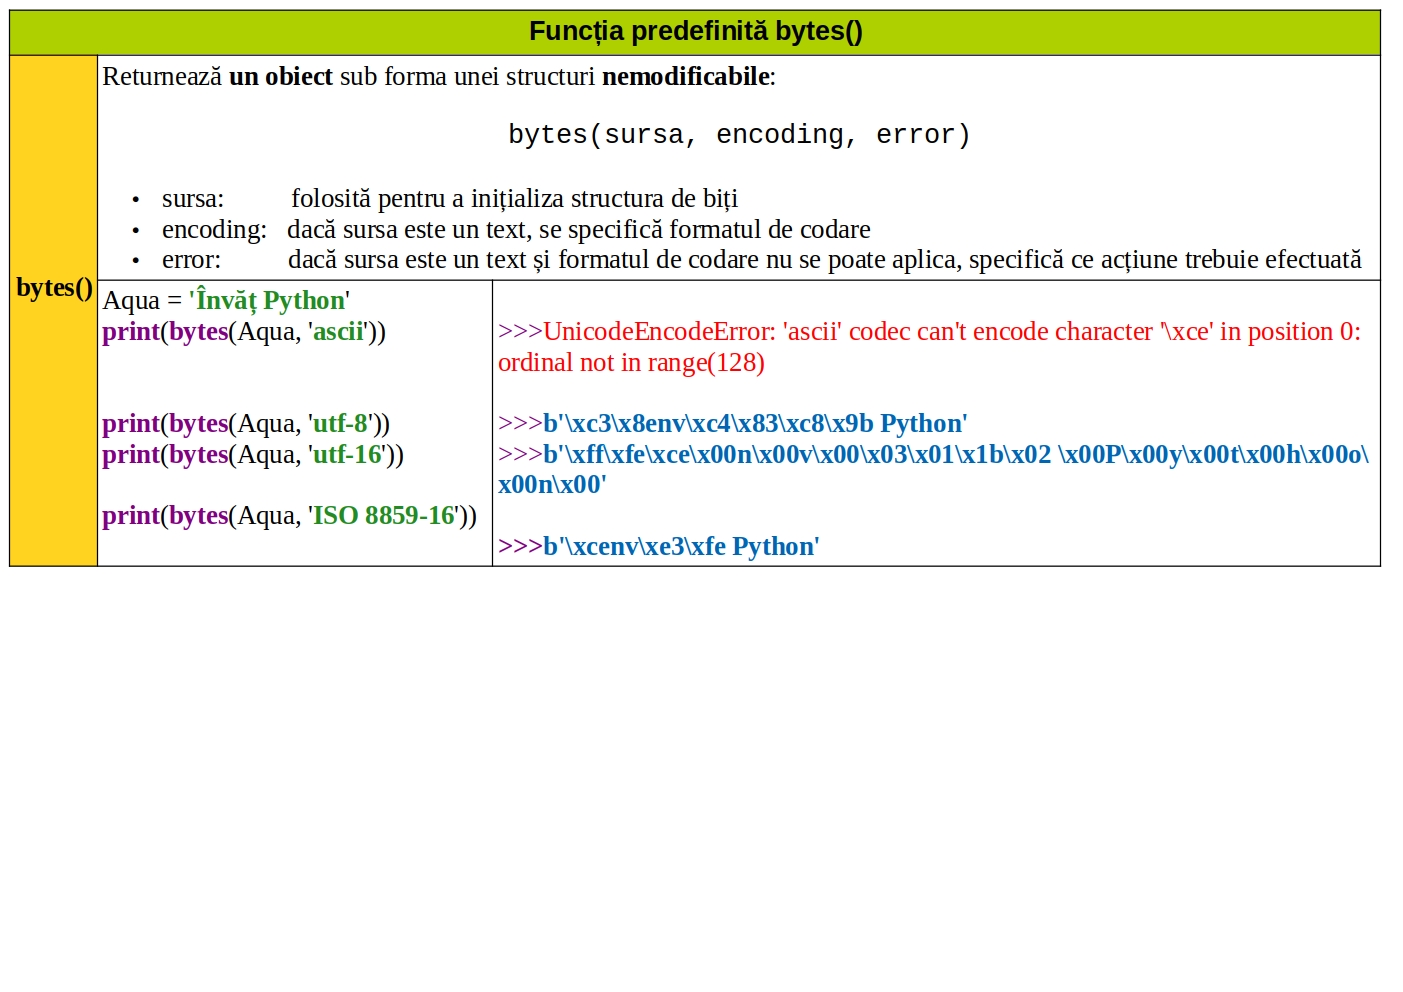 Funcția predefinită bytes()
bytes()
Returnează un obiect sub forma unei structuri nemodificabile:
bytes(sursa, encoding, error)
• sursa: folosită pentru a inițializa structura de biți
• encoding: dacă sursa este un text, se specifică formatul de codare
• error: dacă sursa este un text și formatul de codare nu se poate aplica, specifică ce acțiune trebuie efectuată
Aqua = 'Învăț Python'
print(bytes(Aqua, 'ascii'))
print(bytes(Aqua, 'utf-8'))
print(bytes(Aqua, 'utf-16'))
print(bytes(Aqua, 'ISO 8859-16'))
>>>UnicodeEncodeError: 'ascii' codec can't encode character '\xce' in position 0:
ordinal not in range(128)
>>>b'\xc3\x8env\xc4\x83\xc8\x9b Python'
>>>b'\xff\xfe\xce\x00n\x00v\x00\x03\x01\x1b\x02 \x00P\x00y\x00t\x00h\x00o\
x00n\x00'
>>>b'\xcenv\xe3\xfe Python'